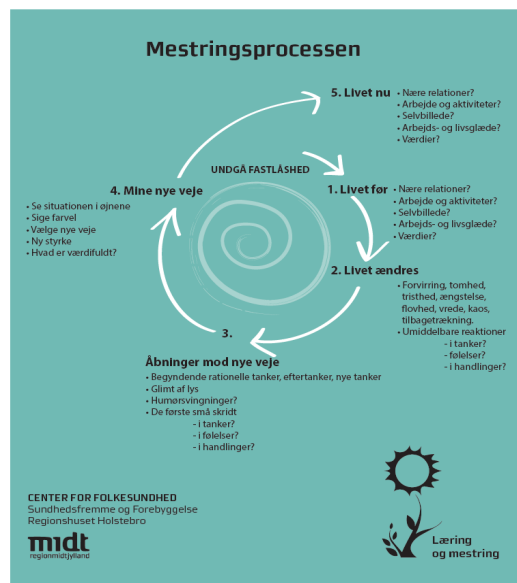 Mestringsprocessen
5. Livet nu
• Nære relationer?
• Arbejde og aktiviteter?
• Selvbillede?
• Arbejds- og livsglæde?
• Værdier?
UNDGÅ FASTLÅSHED
1. Livet før
• Nære relationer?
• Arbejde og aktiviteter?
• Selvbillede?
• Arbejds- og livsglæde?
• Værdier?
2. Livet ændres
• Forvirring, tomhed,
tristhed, ængstelse,
flovhed, vrede, kaos,
tilbagetrækning.
• Umiddelbare reaktioner
- i tanker?
- følelser?
- i handlinger?
3.
Åbninger mod nye veje
• Begyndende rationelle tanker, eftertanker, nye tanker
• Glimt af lys
• Humørsvingninger?
• De første små skridt
- i tanker?
- i følelser?
- i handlinger?
4. Mine nye veje
• Se situationen i øjnene
• Sige farvel
• Vælge nye veje
• Ny styrke
• Hvad er værdifuldt?
CENTER FOR FOLKESUNDHED
Sundhedsfremme og Forebyggelse
Regionshuset Holstebro
midt
regionmidtjylland
Læring
og mestring